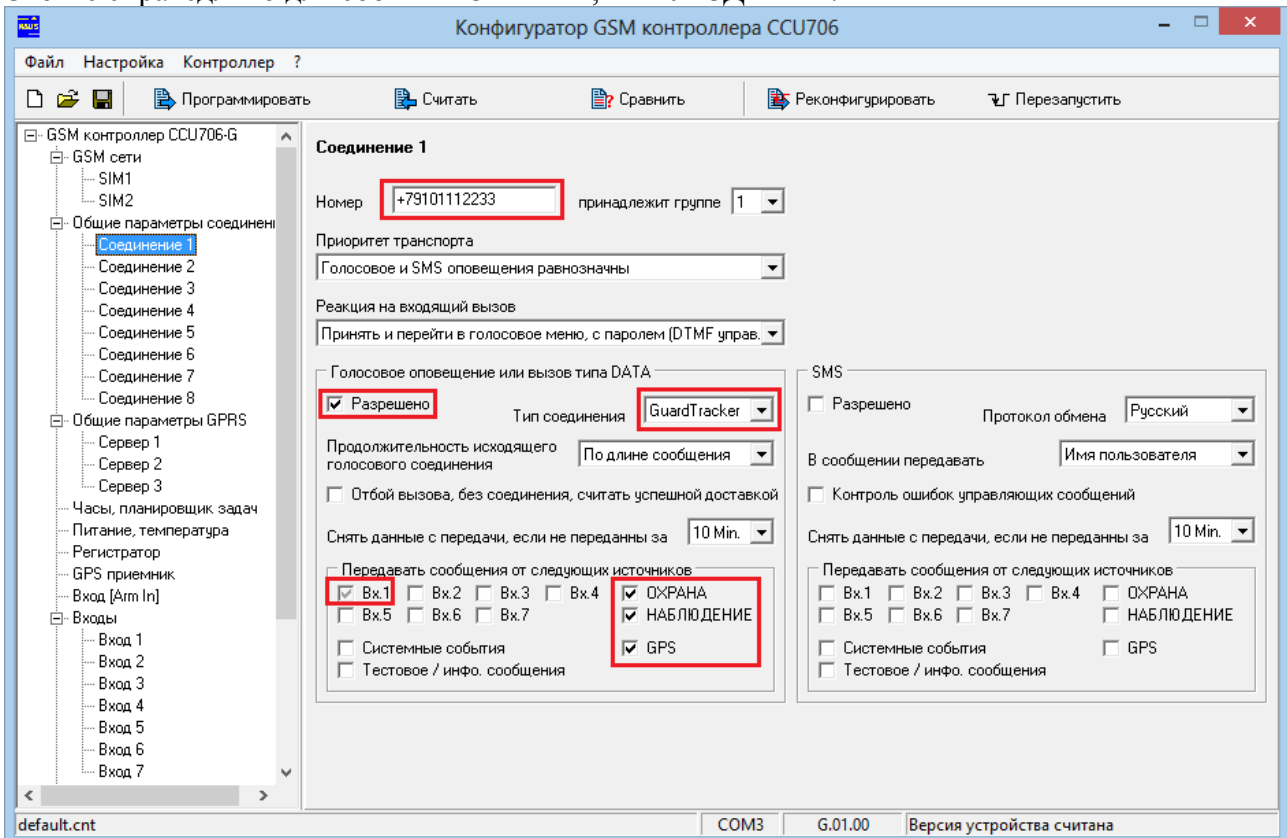 Конфигуратор GSM контроллера CCU706
Файл Настройка Контроллер ?
Программировать Считать Сравнить Реконфигурировать Перезапустить
GSM контроллер CCU706-G
GSM сети
SIM1
SIM2
Общие параметры соединени
Соединение 1
Соединение 2
Соединение 3
Соединение 4
Соединение 5
Соединение 6
Соединение 7
Соединение 8
Общие параметры GPRS
Сервер 1
Сервер 2
Сервер 3
Часы, планировщик задач
Питание, температура
Регистратор
GPS приемник
Вход [Arm In]
Входы
Вход 1
Вход 2
Вход 3
Вход 4
Вход 5
Вход 6
Вход 7
Соединение 1
Номер +79101112233 принадлежит группе 1
Приоритет транспорта
Голосовое и SMS оповещения равнозначны
Реакция на входящий вызов
Принять и перейти в голосовое меню, с паролем (DTMF управ.
Голосовое оповещение или вызов типа DATA
Разрешено Тип соединения GuardTracker
Продолжительность исходящего голосового соединения По длине сообщения
Отбой вызова, без соединения, считать успешной доставкой
Снять данные с передачи, если не переданны за 10 Min.
Передавать сообщения от следующих источников
Вх.1 Вх.2 Вх.3 Вх.4 ОХРАНА
Вх.5 Вх.6 Вх.7 НАБЛЮДЕНИЕ
Системные события GPS
Тестовое / инфо. сообщения
SMS
Разрешено Протокол обмена Русский
В сообщении передавать Имя пользователя
Контроль ошибок управляющих сообщений
Снять данные с передачи, если не переданны за 10 Min.
Передавать сообщения от следующих источников
Вх.1 Вх.2 Вх.3 Вх.4 ОХРАНА
Вх.5 Вх.6 Вх.7 НАБЛЮДЕНИЕ
Системные события GPS
Тестовое / инфо. сообщения
default.cnt COM3 G.01.00 Версия устройства считана